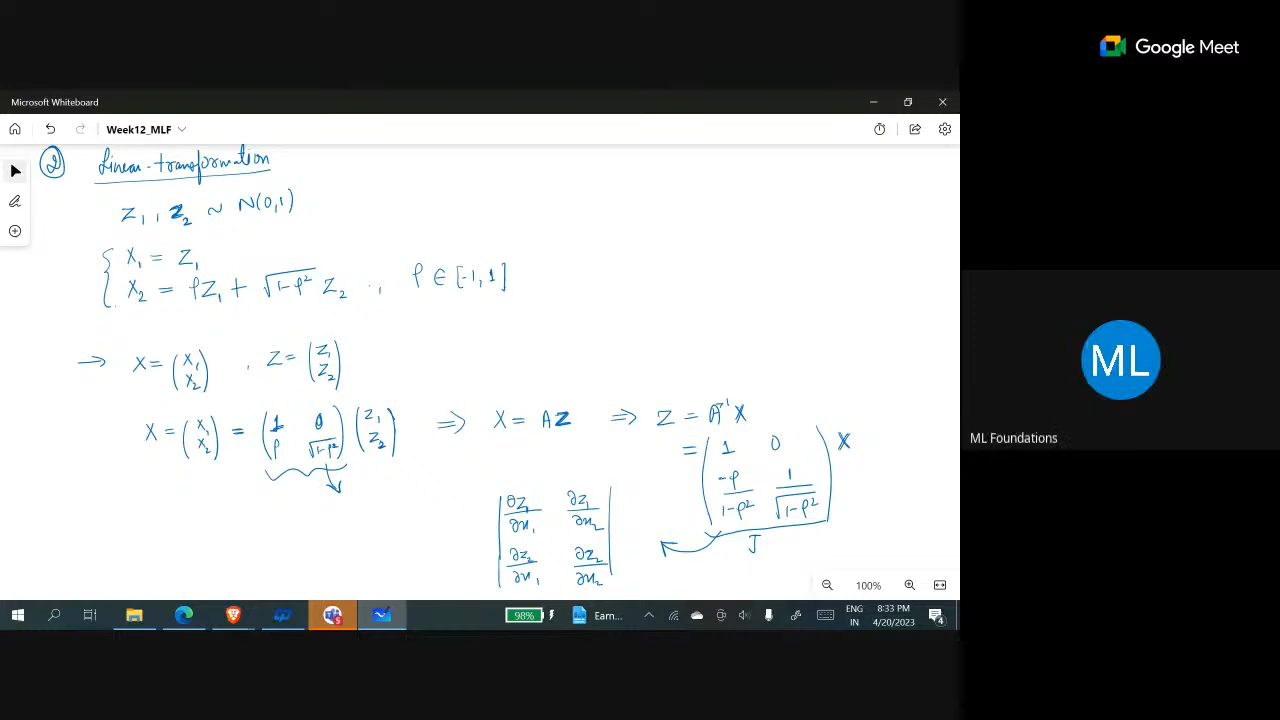 Google Meet
Microsoft Whiteboard
Week12_MLF
② Linear-transformation
Z₁, Z₂ ~ N(0,1)
{ X₁ = Z₁
X₂ = ρZ₁ + √(1-ρ²) Z₂ , ρ ∈ [-1, 1]
→ X = (X₁ X₂) , Z = (Z₁ Z₂)
X = (X₁ X₂) = (1 0 ρ √(1-ρ²)) (Z₁ Z₂) ⇒ X = AZ ⇒ Z = A⁻¹X
= (1 0 -ρ/(1-ρ²) 1/√(1-ρ²)) X
J
|∂Z₁/∂x₁ ∂Z₁/∂x₂
∂Z₂/∂x₁ ∂Z₂/∂x₂|
ML
ML Foundations
100%
98%
Earn...
ENG
IN
8:33 PM
4/20/2023
4